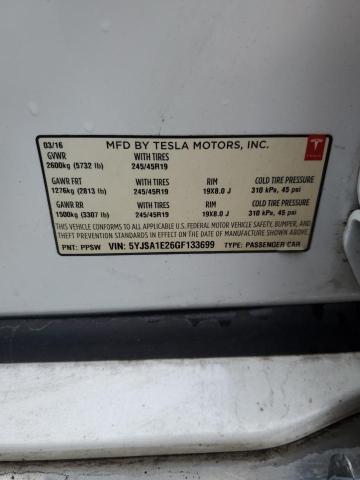 03/16 MFD BY TESLA MOTORS, INC.
GVWR WITH TIRES
2600kg (5732 lb) 245/45R19
GAWR FRT WITH TIRES RIM COLD TIRE PRESSURE
1276kg (2813 lb) 245/45R19 19X8.0 J 310 kPa, 45 psi
GAWR RR WITH TIRES RIM COLD TIRE PRESSURE
1500kg (3307 lb) 245/45R19 19X8.0 J 310 kPa, 45 psi
THIS VEHICLE CONFORMS TO ALL APPLICABLE U.S. FEDERAL MOTOR VEHICLE SAFETY, BUMPER, AND
THEFT PREVENTION STANDARDS IN EFFECT ON THE DATE OF MANUFACTURE SHOWN ABOVE.
PNT: PPSW VIN: 5YJSA1E26GF133699 TYPE: PASSENGER CAR